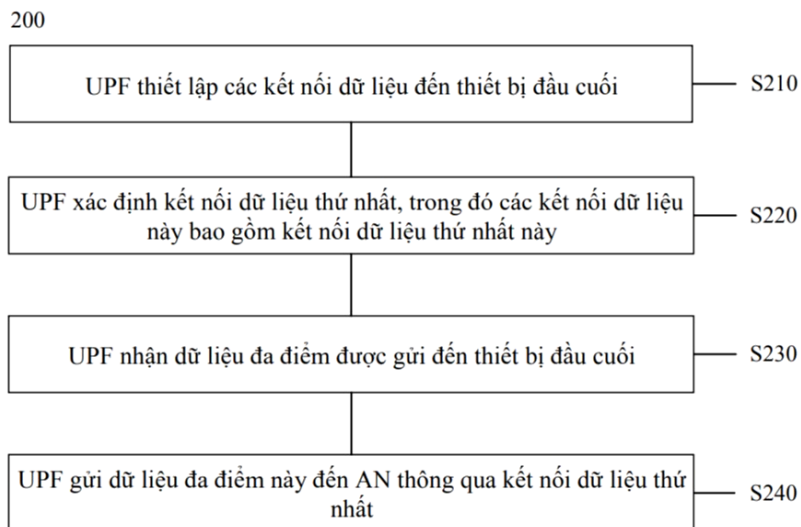 200
UPF thiết lập các kết nối dữ liệu đến thiết bị đầu cuối
S210
UPF xác định kết nối dữ liệu thứ nhất, trong đó các kết nối dữ liệu
này bao gồm kết nối dữ liệu thứ nhất này
S220
UPF nhận dữ liệu đa điểm được gửi đến thiết bị đầu cuối
S230
UPF gửi dữ liệu đa điểm này đến AN thông qua kết nối dữ liệu thứ
nhất
S240